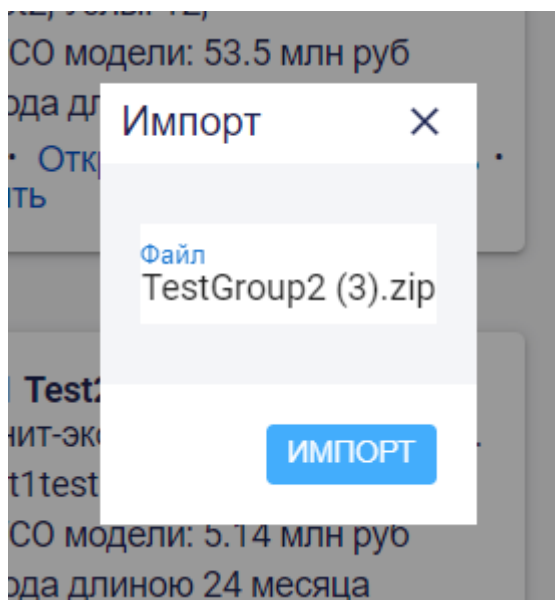 СО модели: 53.5 млн руб
Импорт
Файл
TestGroup2 (3).zip
Test2
ИМПОРТ
t1test
СО модели: 5.14 млн руб
ода длиною 24 месяца